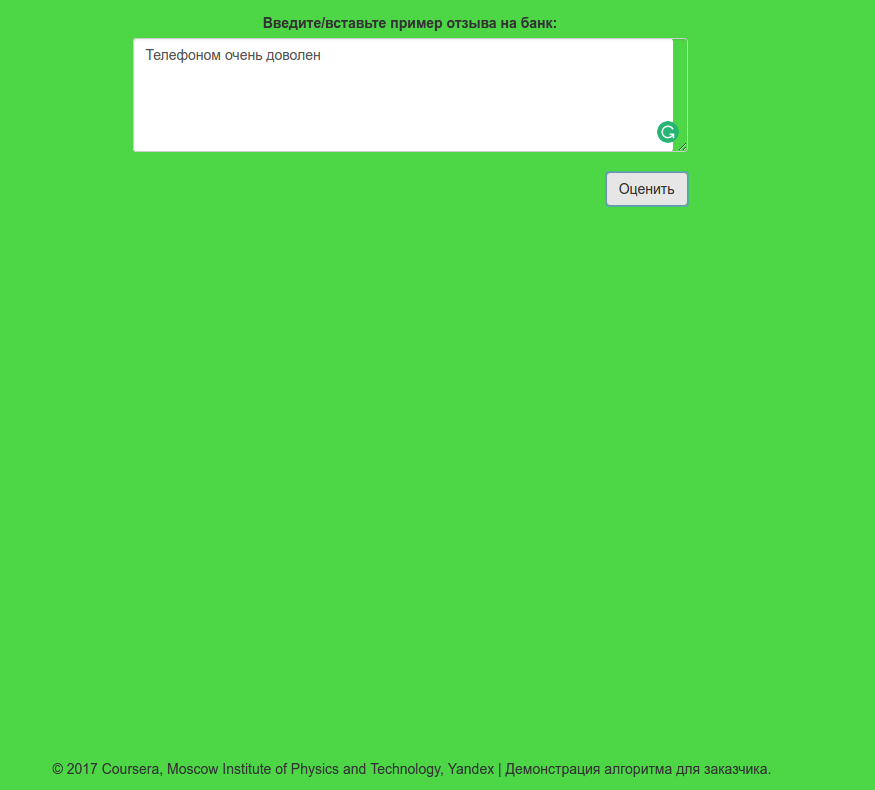 Введите/вставьте пример отзыва на банк:
Телефоном очень доволен
Оценить
© 2017 Coursera, Moscow Institute of Physics and Technology, Yandex | Демонстрация алгоритма для заказчика.